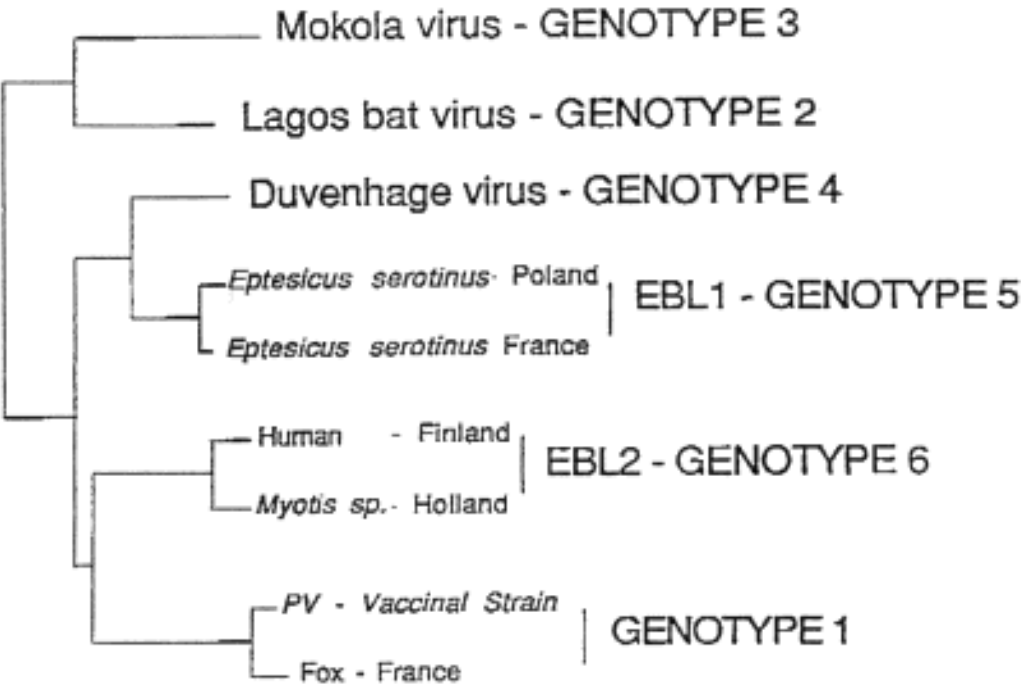 Mokola virus - GENOTYPE 3
Lagos bat virus - GENOTYPE 2
Duvenhage virus - GENOTYPE 4
Eptesicus serotinus- Poland
EBL1 - GENOTYPE 5
Eptesicus serotinus France
Human - Finland
EBL2 - GENOTYPE 6
Myotis sp.- Holland
PV - Vaccinal Strain
GENOTYPE 1
Fox - France